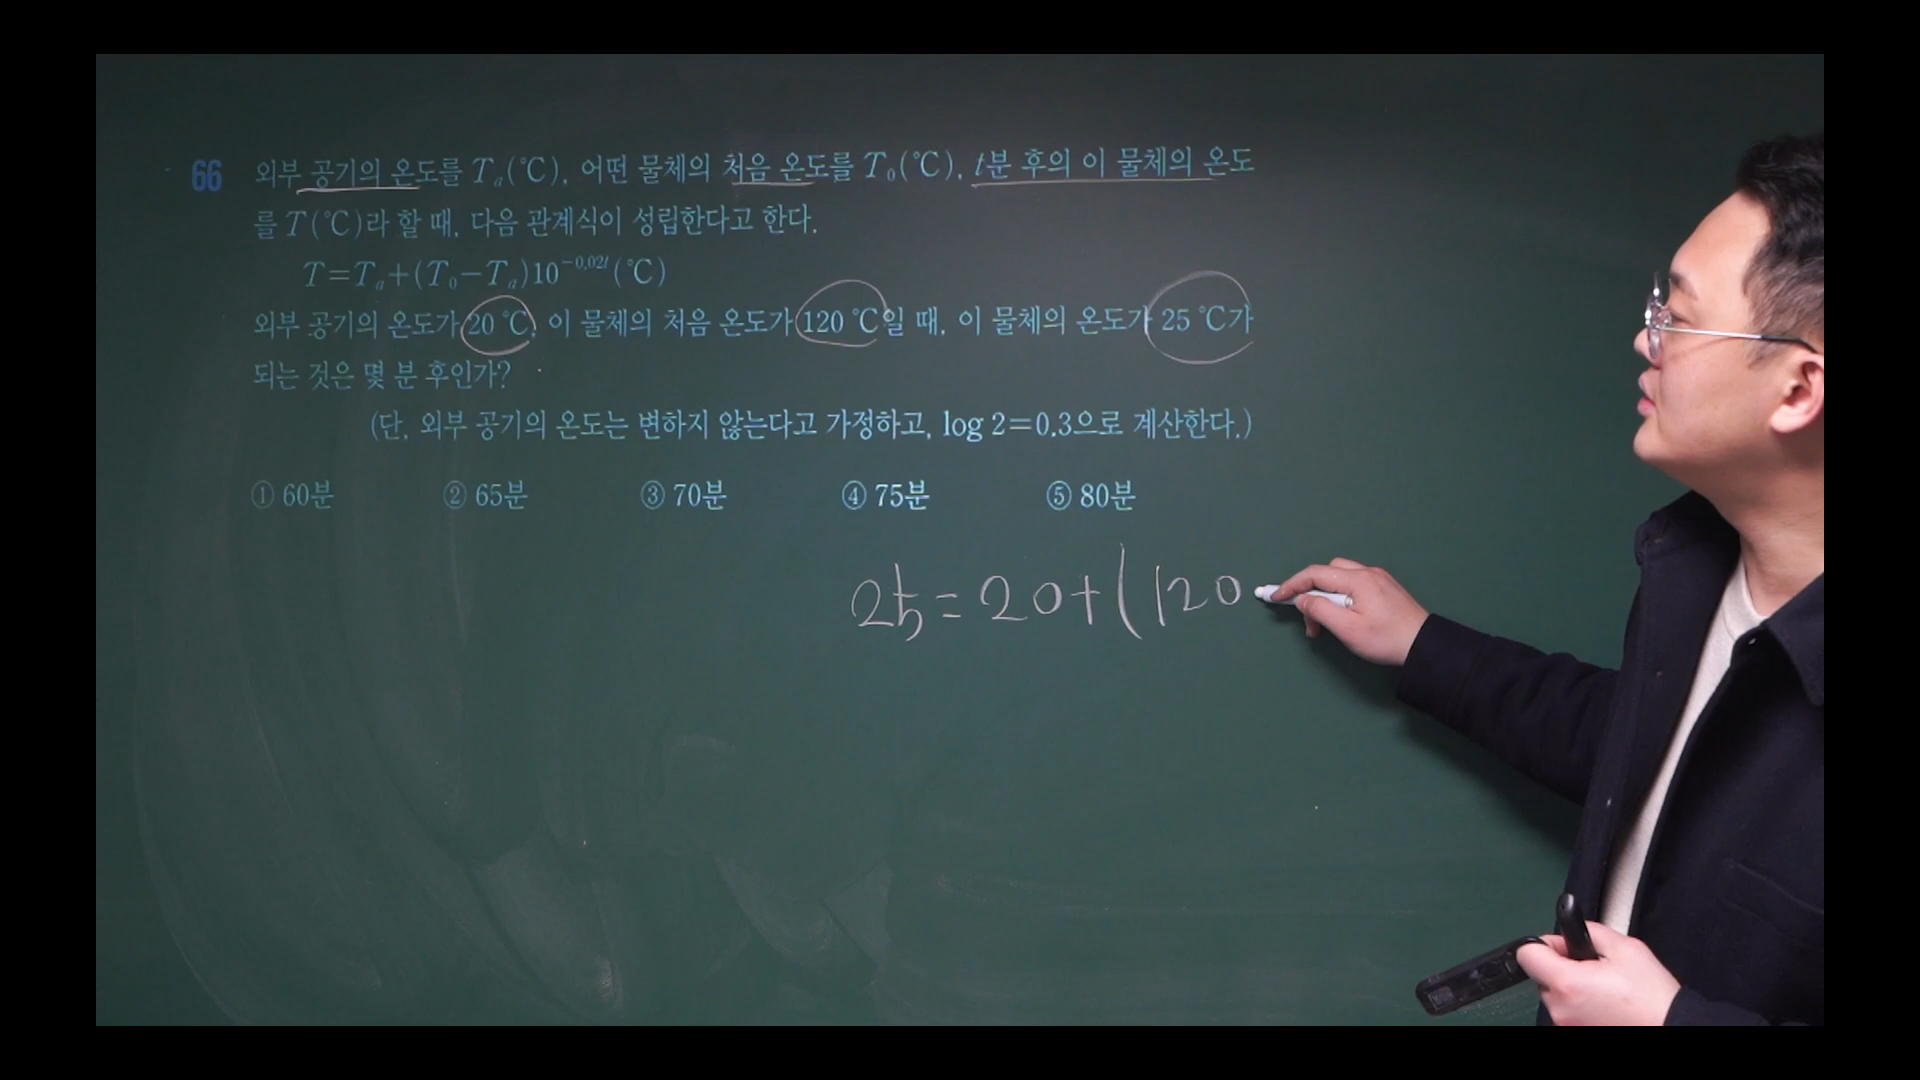 66 외부 공기의 온도를 Tₐ(℃), 어떤 물체의 처음 온도를 T₀(℃), t분 후의 이 물체의 온도
를 T(℃)라 할 때, 다음 관계식이 성립한다고 한다.
T=Tₐ+(T₀−Tₐ)10^−0.02t(℃)
외부 공기의 온도가 20 ℃, 이 물체의 처음 온도가 120 ℃일 때, 이 물체의 온도가 25 ℃가
되는 것은 몇 분 후인가?
(단, 외부 공기의 온도는 변하지 않는다고 가정하고, log 2=0.3으로 계산한다.)
① 60분 ② 65분 ③ 70분 ④ 75분 ⑤ 80분
25=20+(120